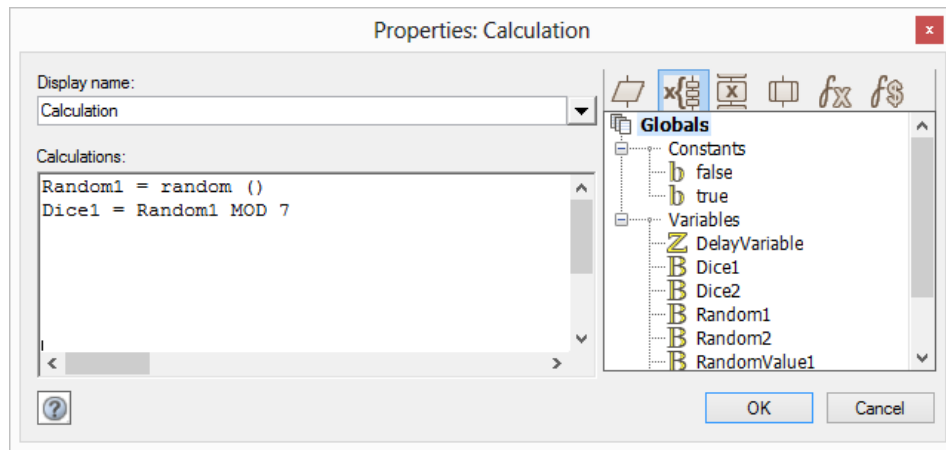 Properties: Calculation
x
Display name:
Calculation
Calculations:
Random1 = random ()
Dice1 = Random1 MOD 7
Globals
Constants
false
true
Variables
DelayVariable
Dice1
Dice2
Random1
Random2
RandomValue1
?
OK
Cancel